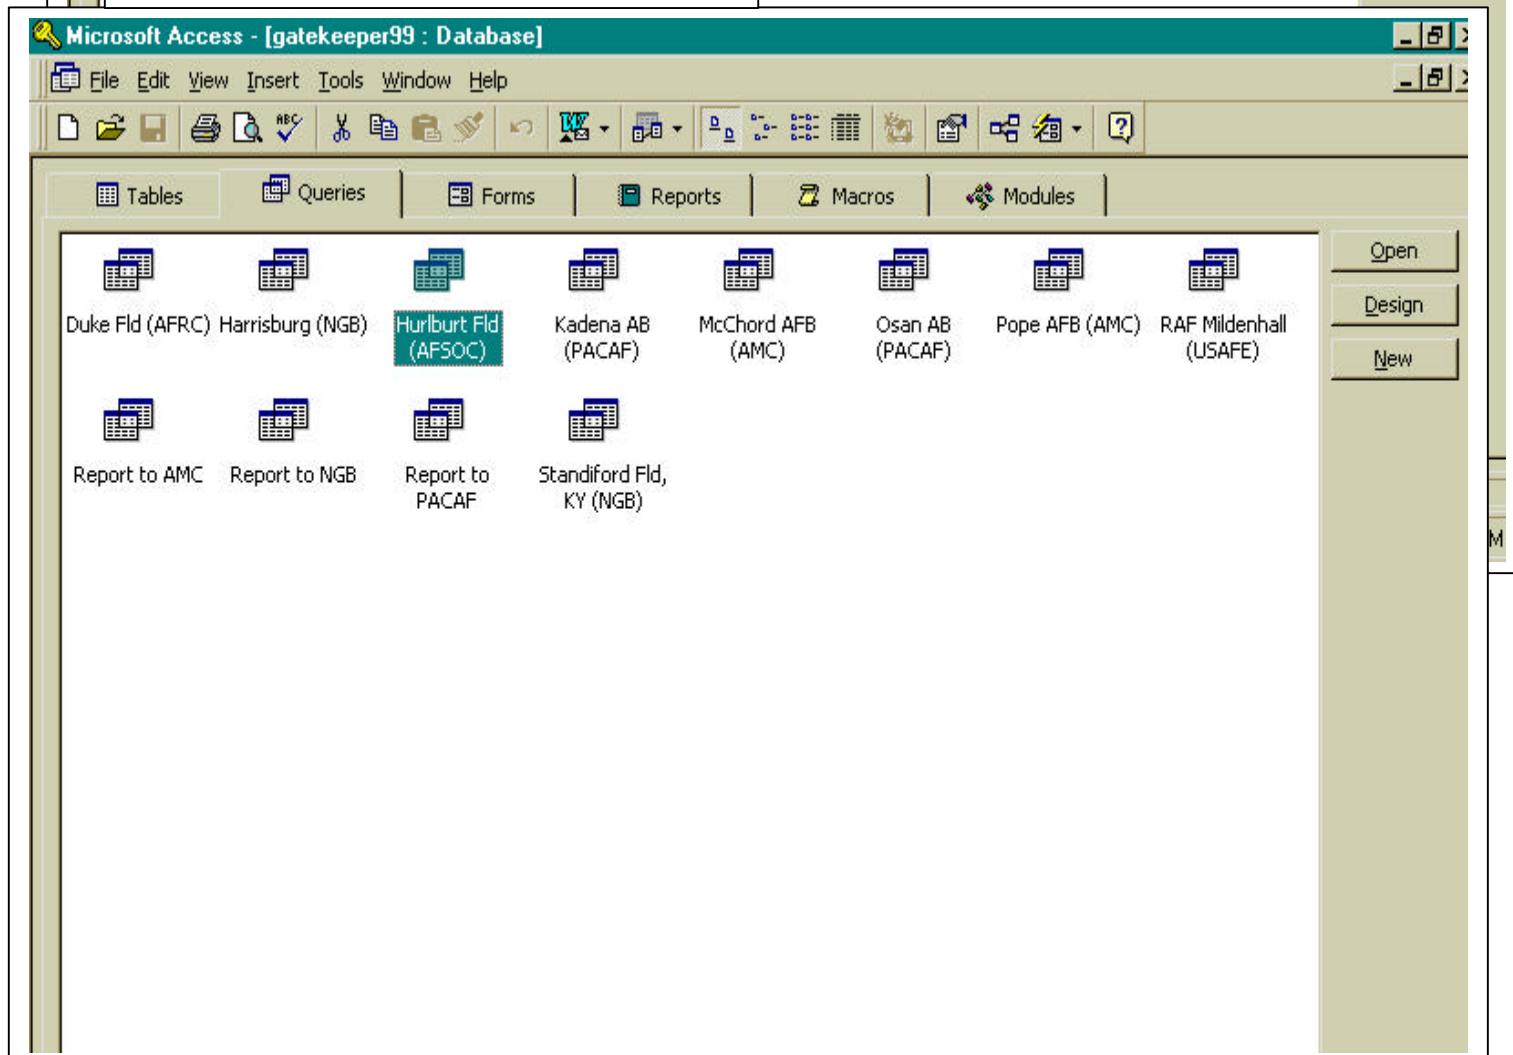 Microsoft Access - [gatekeeper99 : Database]
File Edit View Insert Tools Window Help
ABC
W
Tables Queries Forms Reports Macros Modules
Open
Design
New
Duke Fld (AFRC) Harrisburg (NGB) Hurlburt Fld Kadena AB McChord AFB Osan AB Pope AFB (AMC) RAF Mildenhall
(AFSOC) (PACAF) (AMC) (PACAF) (USAFE)
Report to AMC Report to NGB Report to Standiford Fld,
PACAF KY (NGB)
M